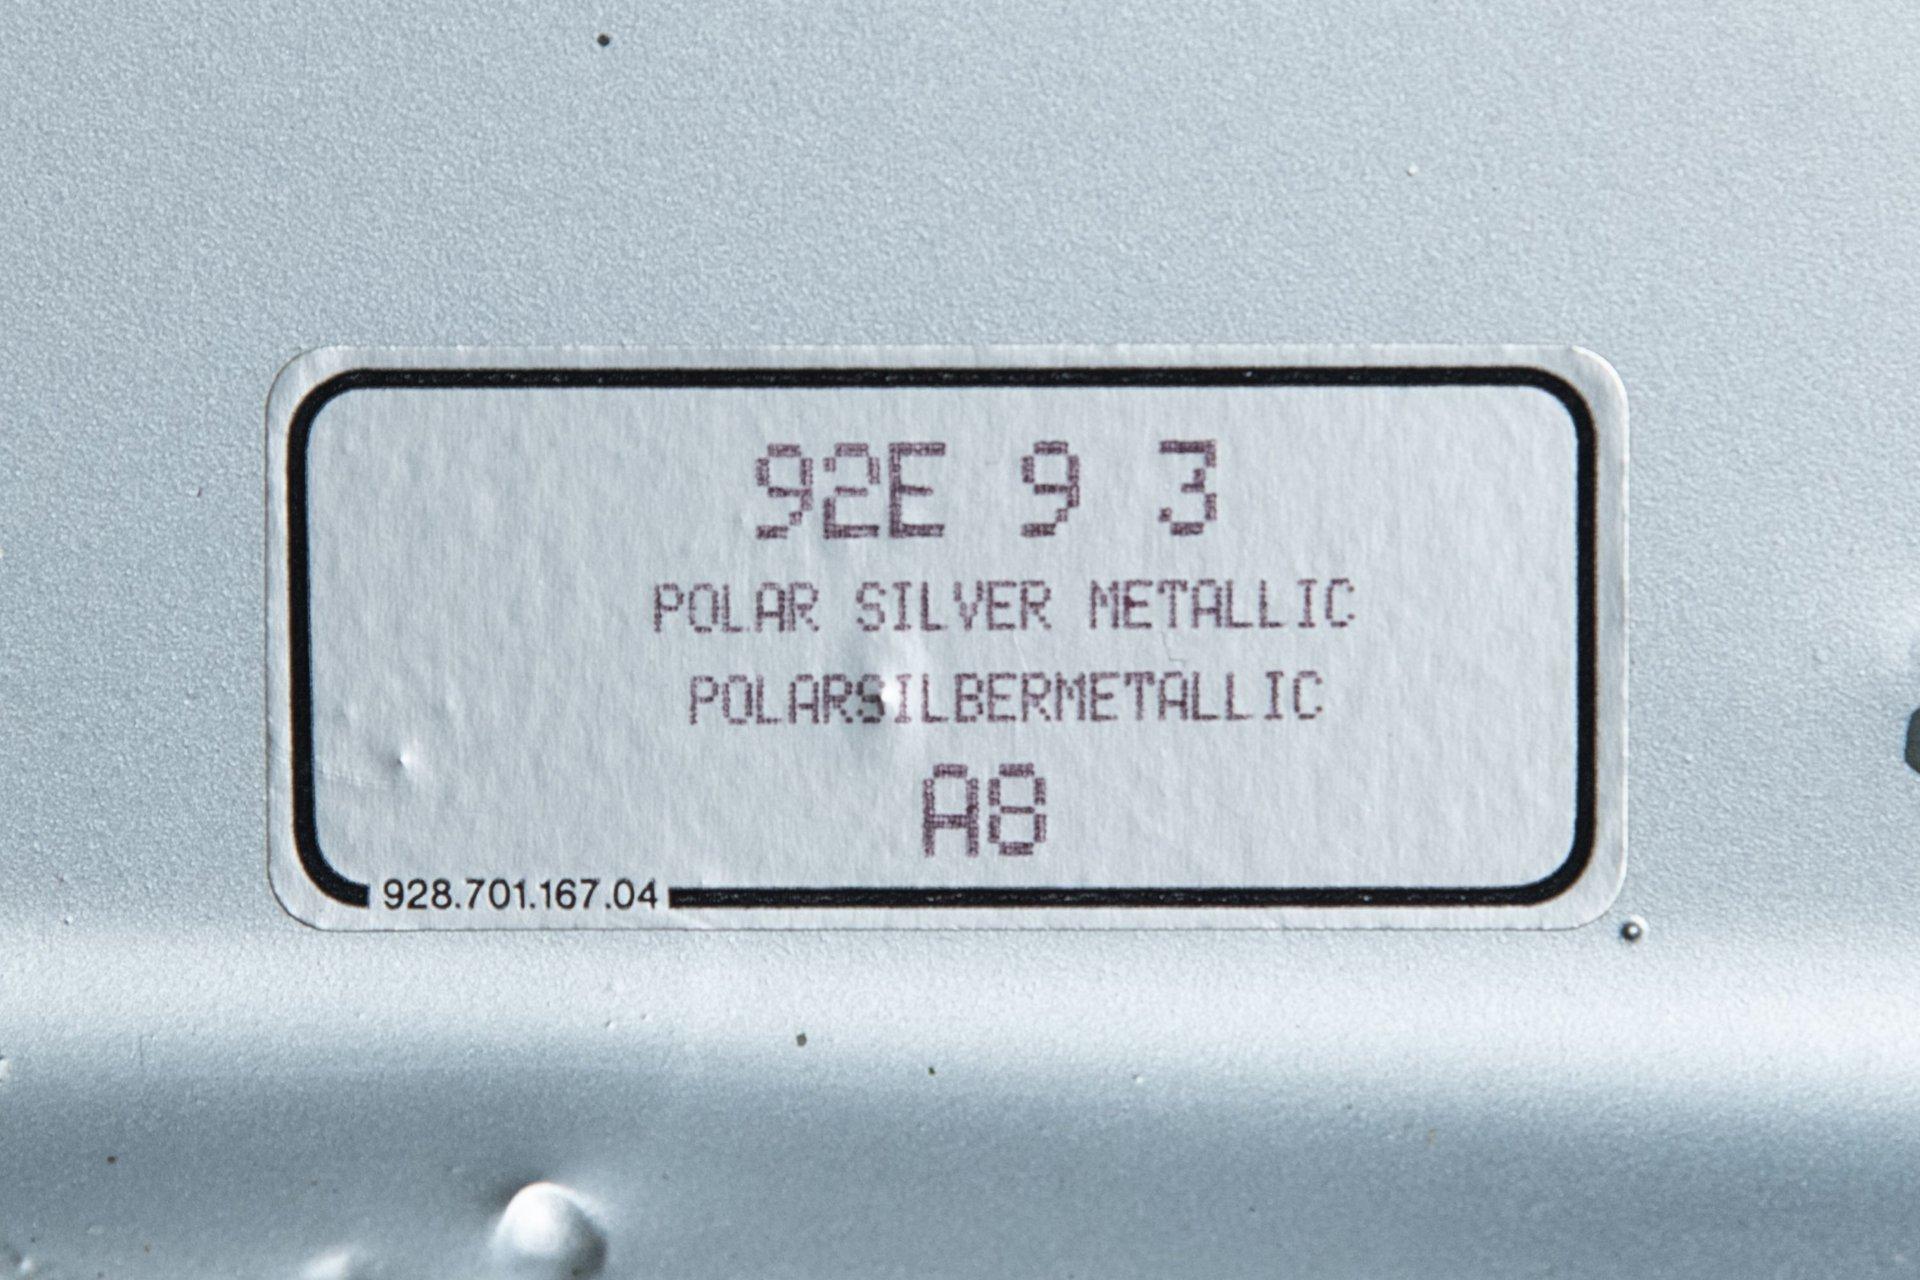 92E 9 3
POLAR SILVER METALLIC
POLARSILBERMETALLIC
A8
928.701.167.04